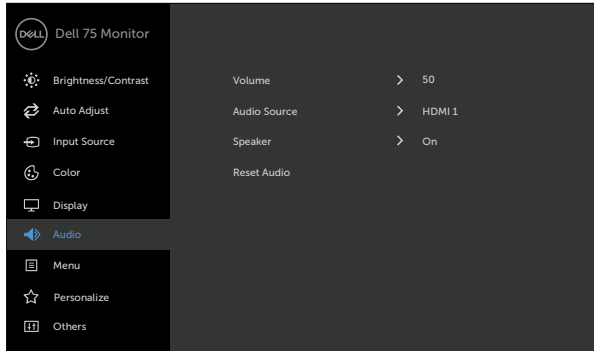 DELL Dell 75 Monitor
Brightness/Contrast
Auto Adjust
Input Source
Color
Display
Audio
Menu
Personalize
Others
Volume 50
Audio Source HDMI 1
Speaker On
Reset Audio